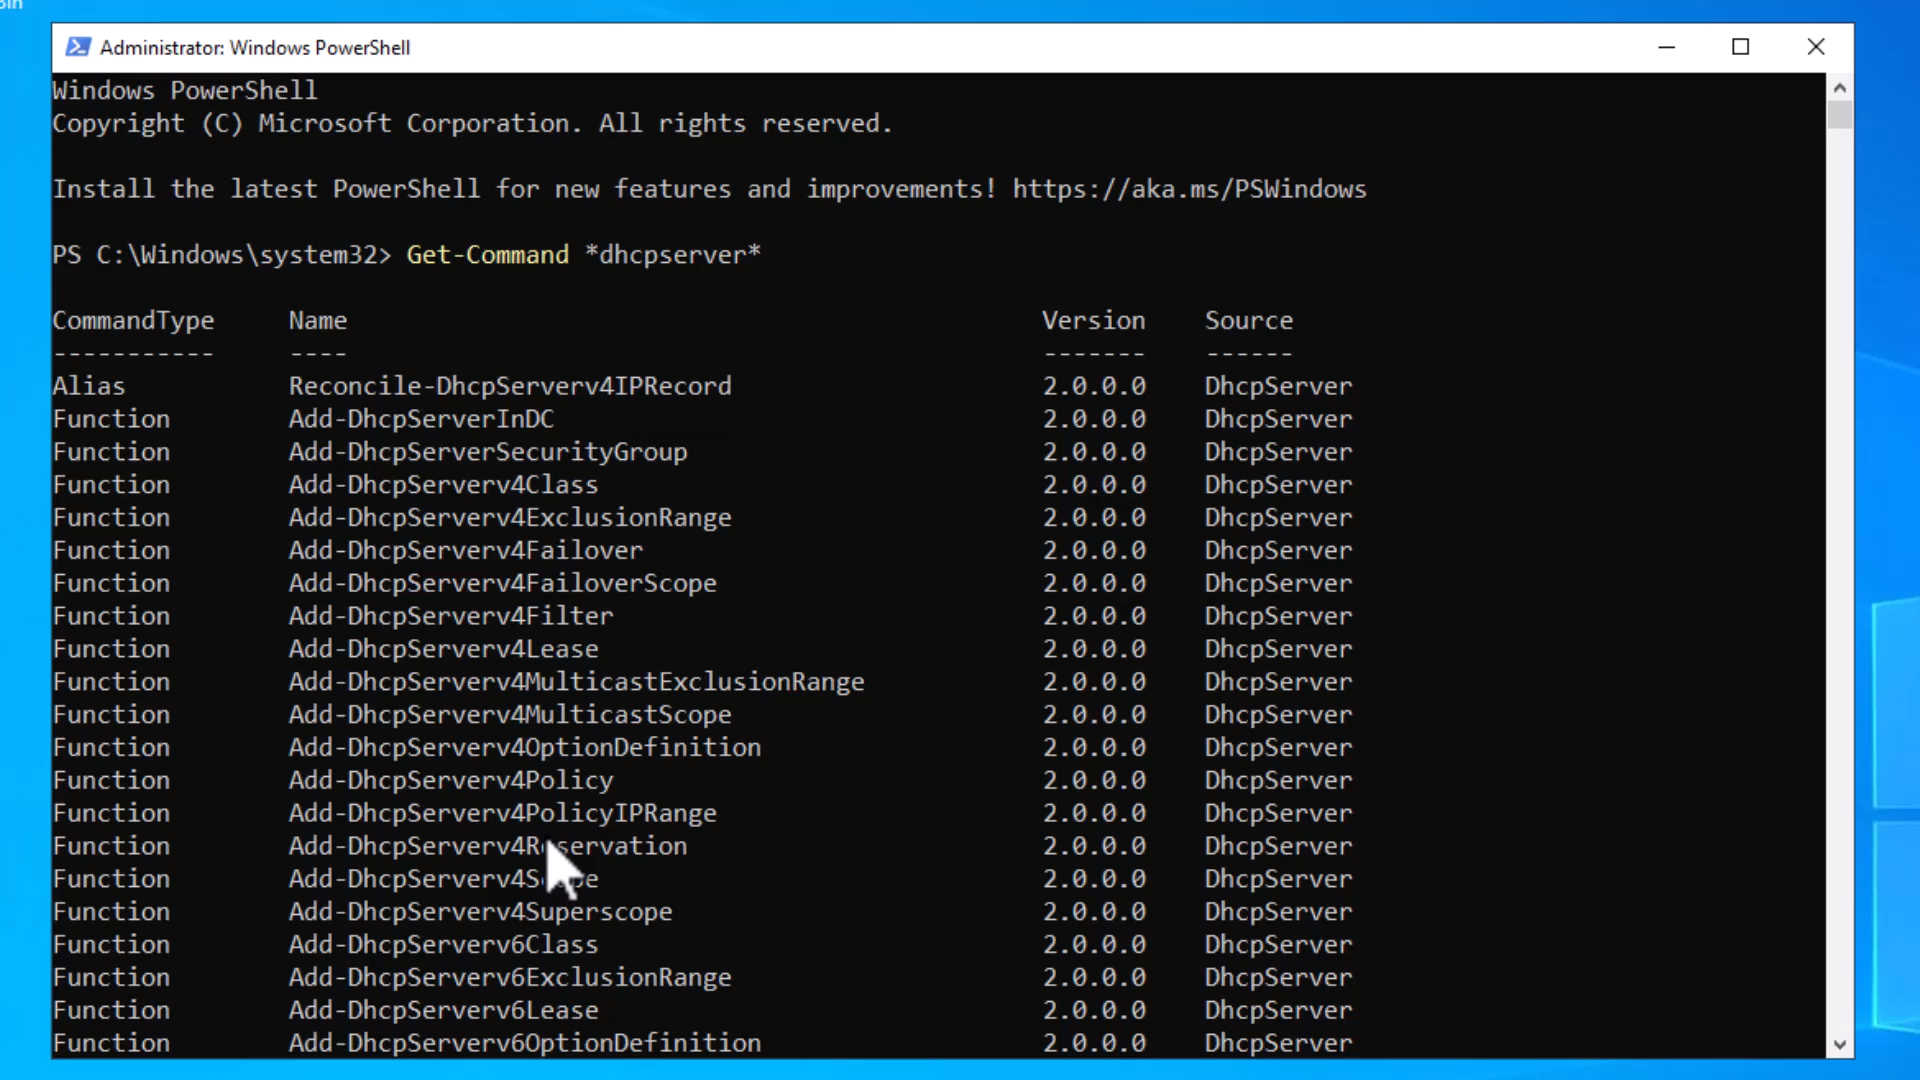 Bin
Administrator: Windows PowerShell
Windows PowerShell
Copyright (C) Microsoft Corporation. All rights reserved.
Install the latest PowerShell for new features and improvements! https://aka.ms/PSWindows
PS C:\Windows\system32> Get-Command *dhcpserver*
CommandType Name Version Source
----------- ---- ------- ------
Alias Reconcile-DhcpServerv4IPRecord 2.0.0.0 DhcpServer
Function Add-DhcpServerInDC 2.0.0.0 DhcpServer
Function Add-DhcpServerSecurityGroup 2.0.0.0 DhcpServer
Function Add-DhcpServerv4Class 2.0.0.0 DhcpServer
Function Add-DhcpServerv4ExclusionRange 2.0.0.0 DhcpServer
Function Add-DhcpServerv4Failover 2.0.0.0 DhcpServer
Function Add-DhcpServerv4FailoverScope 2.0.0.0 DhcpServer
Function Add-DhcpServerv4Filter 2.0.0.0 DhcpServer
Function Add-DhcpServerv4Lease 2.0.0.0 DhcpServer
Function Add-DhcpServerv4MulticastExclusionRange 2.0.0.0 DhcpServer
Function Add-DhcpServerv4MulticastScope 2.0.0.0 DhcpServer
Function Add-DhcpServerv4OptionDefinition 2.0.0.0 DhcpServer
Function Add-DhcpServerv4Policy 2.0.0.0 DhcpServer
Function Add-DhcpServerv4PolicyIPRange 2.0.0.0 DhcpServer
Function Add-DhcpServerv4Reservation 2.0.0.0 DhcpServer
Function Add-DhcpServerv4Scope 2.0.0.0 DhcpServer
Function Add-DhcpServerv4Superscope 2.0.0.0 DhcpServer
Function Add-DhcpServerv6Class 2.0.0.0 DhcpServer
Function Add-DhcpServerv6ExclusionRange 2.0.0.0 DhcpServer
Function Add-DhcpServerv6Lease 2.0.0.0 DhcpServer
Function Add-DhcpServerv6OptionDefinition 2.0.0.0 DhcpServer